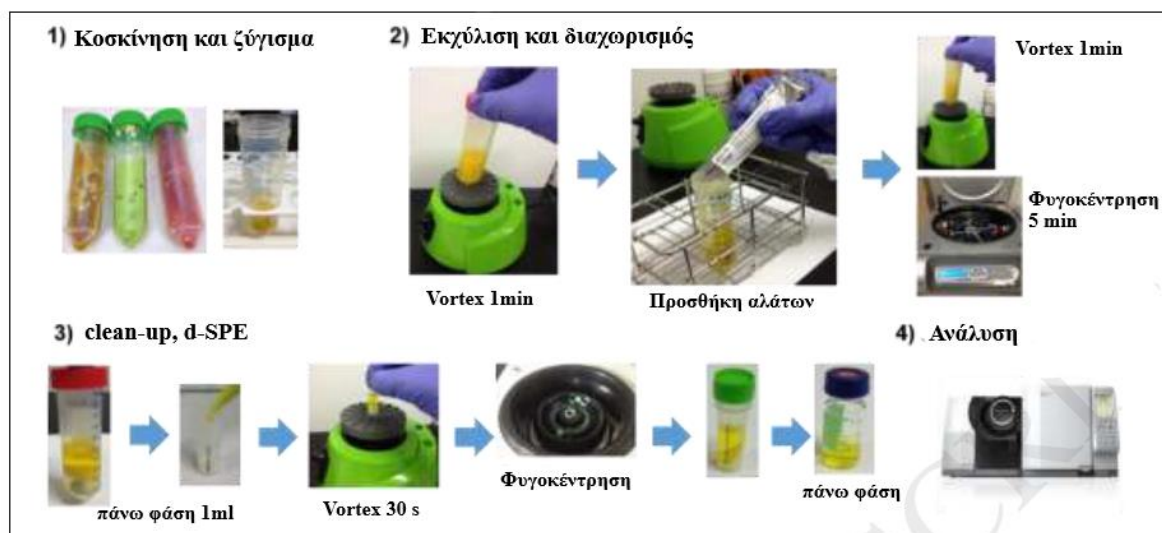 1) Κοσκίνηση και ζύγισμα
2) Εκχύλιση και διαχωρισμός
Vortex 1min
Vortex 1min
Προσθήκη αλάτων
Φυγοκέντρηση
5 min
3) clean-up, d-SPE
4) Ανάλυση
πάνω φάση 1ml
Vortex 30 s
Φυγοκέντρηση
πάνω φάση